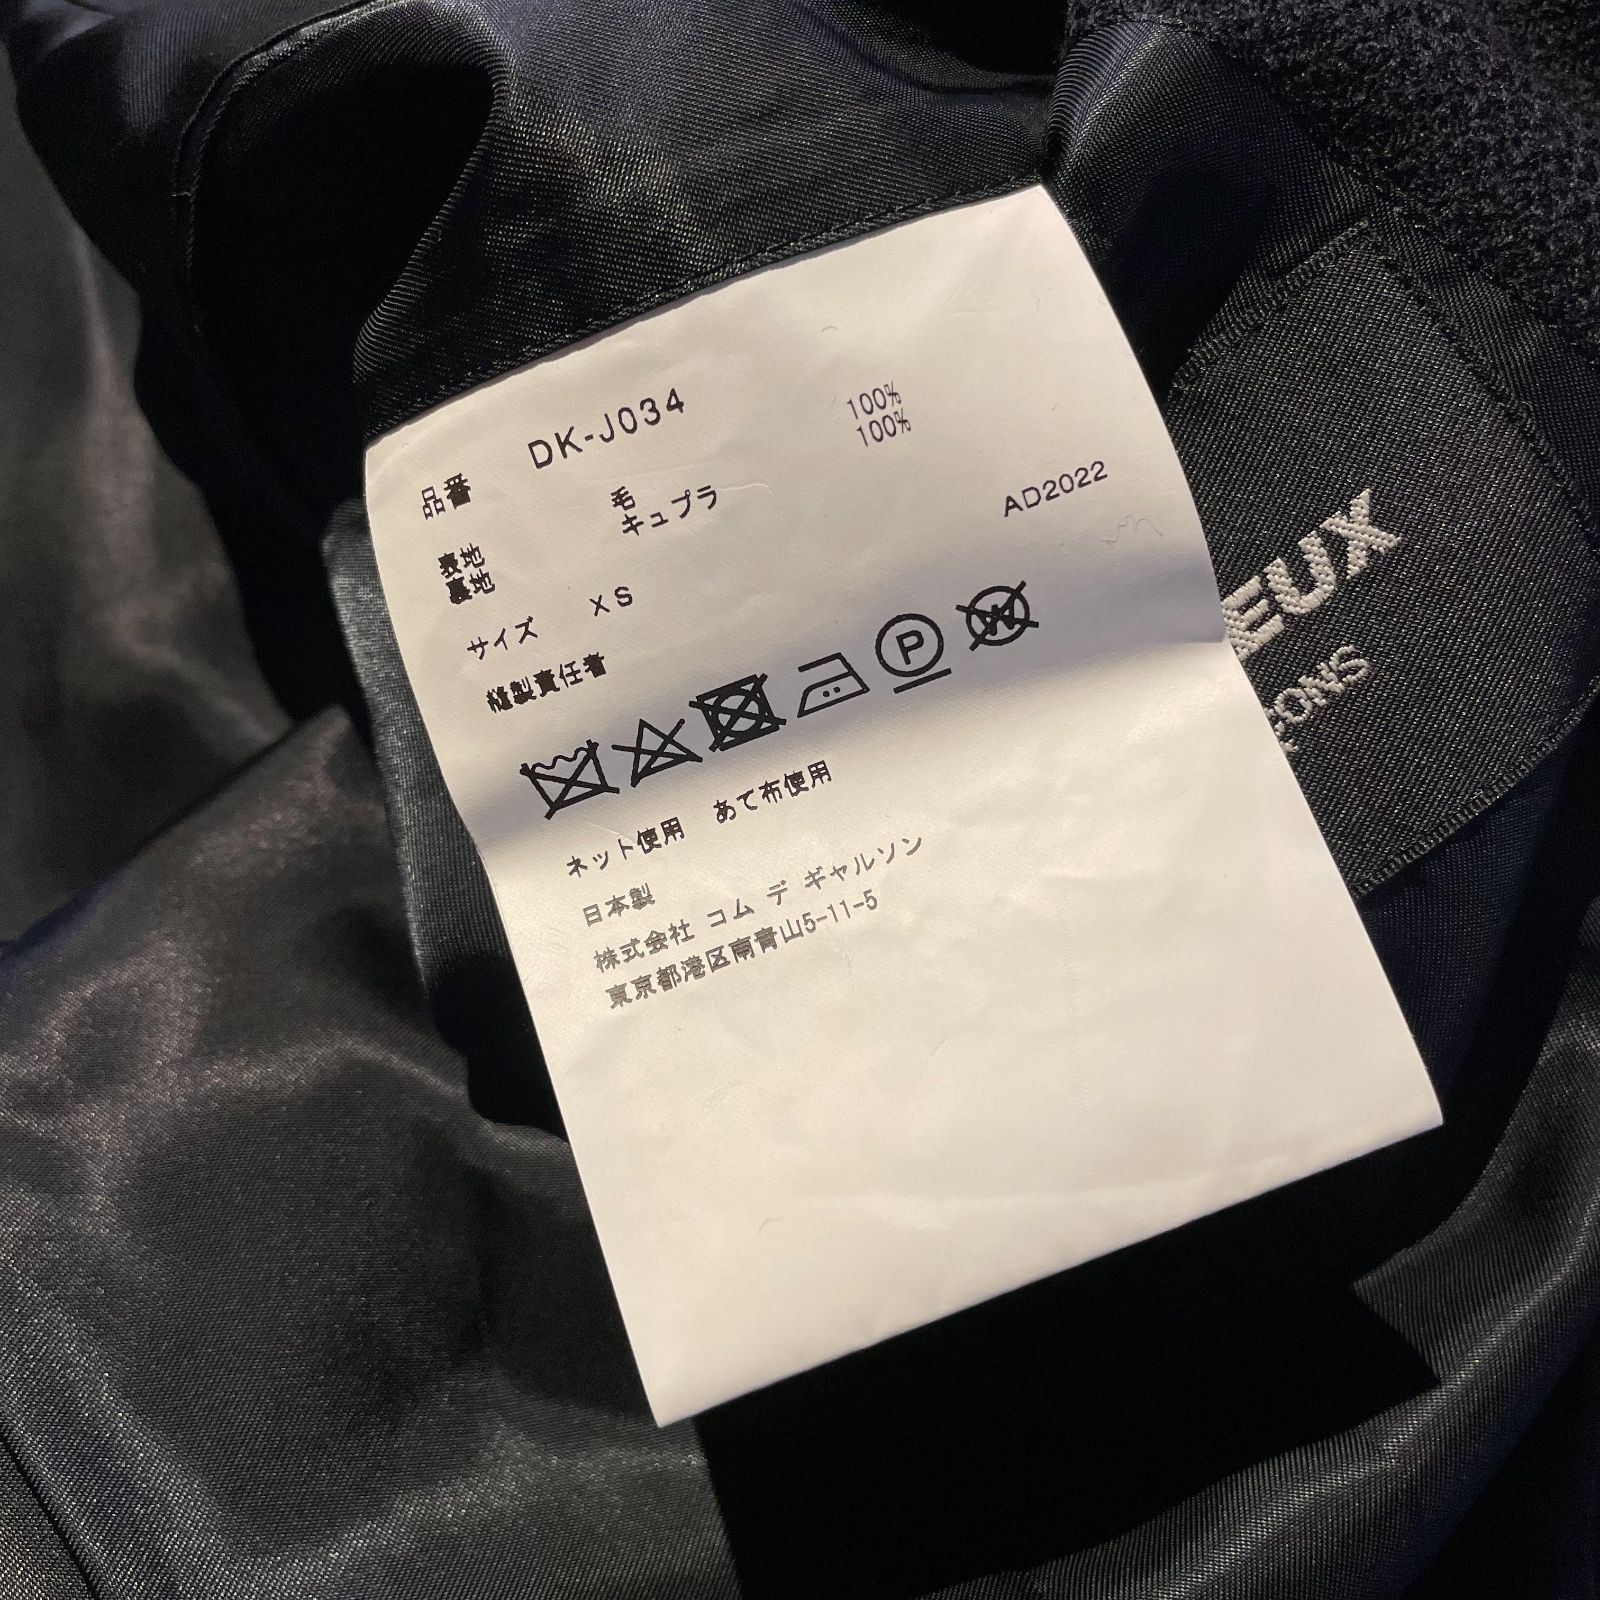 品番 DK-J034
表地 毛 100%
裏地 キュプラ 100%
サイズ XS AD2022
縫製責任者
P W
ネット使用 あて布使用
日本製
株式会社 コム デ ギャルソン
東京都港区南青山5-11-5
EUX
ÇONS